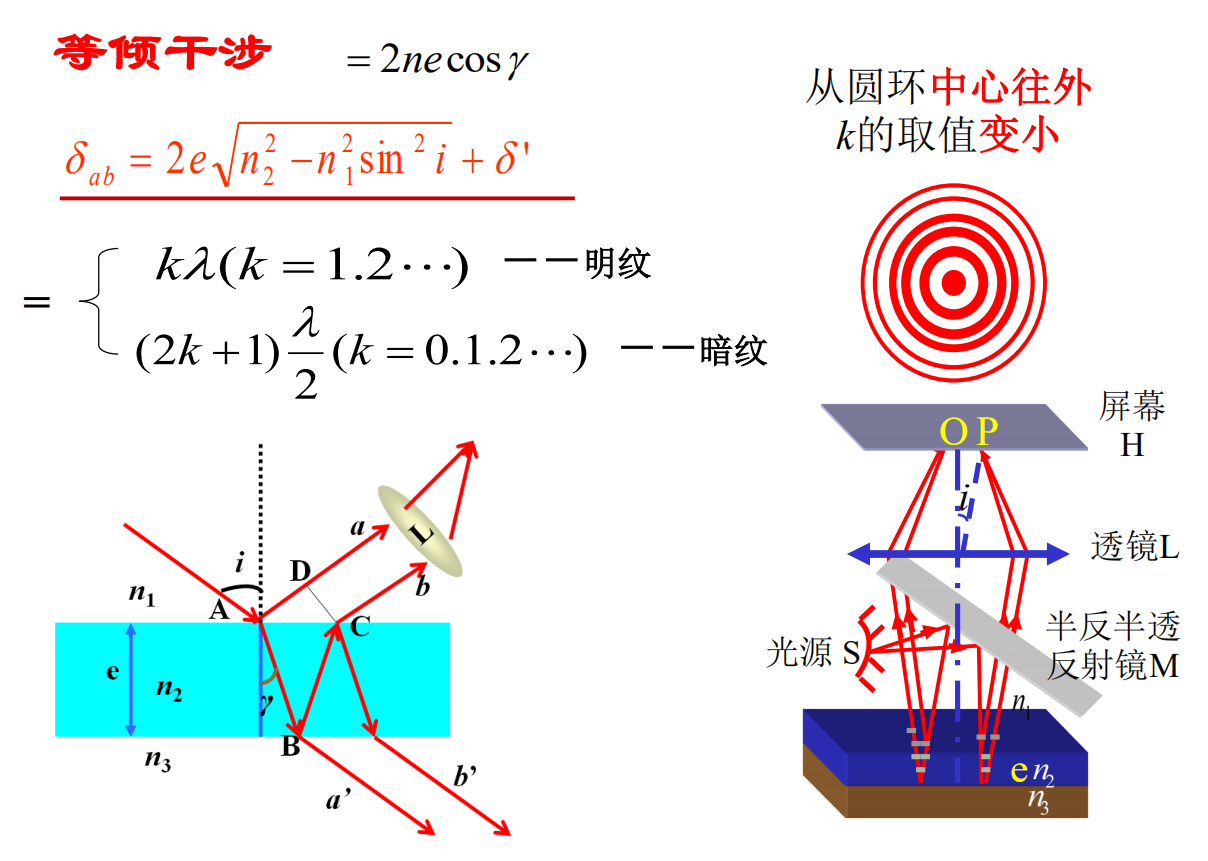 等倾干涉
= 2ne cos γ
δ_ab = 2e√(n₂² − n₁² sin² i) + δ'
= {
kλ(k = 1.2⋯) －－明纹
(2k + 1) λ/2 (k = 0.1.2⋯) －－暗纹
从圆环中心往外
k的取值变小
屏幕
H
O P
i
透镜L
半反半透
反射镜M
光源 S
n₁
e n₂
n₃
a
L
i
D
b
n₁
A
C
e
n₂
γ
B
n₃
a’
b’